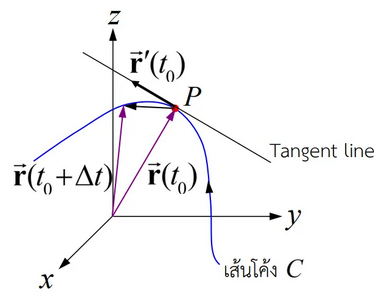 z
r⃗′(t₀)
P
Tangent line
r⃗(t₀+Δt)
r⃗(t₀)
y
x
เส้นโค้ง C